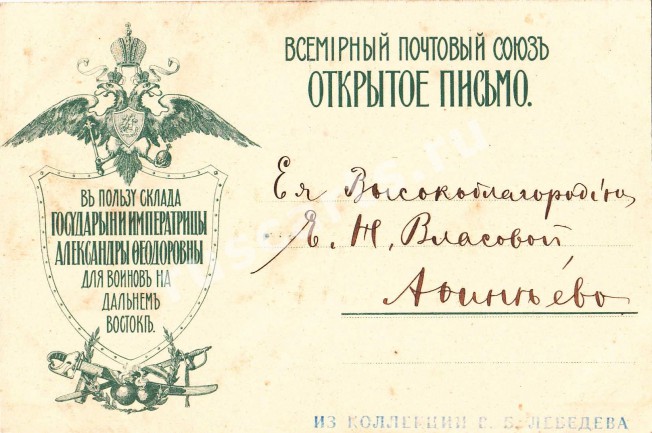 ВСЕМІРНЫЙ ПОЧТОВЫЙ СОЮЗЪ
ОТКРЫТОЕ ПИСЬМО.
ВЪ ПОЛЬЗУ СКЛАДА
ГОСУДАРЫНИ ИМПЕРАТРИЦЫ
АЛЕКСАНДРЫ ѲЕОДОРОВНЫ
ДЛЯ ВОИНОВЪ НА
ДАЛЬНЕМЪ
ВОСТОКѢ.
Ея Высокоблагородію
Е. Н. Власовой
Афинѣево
ИЗ КОЛЛЕКЦИИ Е. Б. ЛЕБЕДЕВА